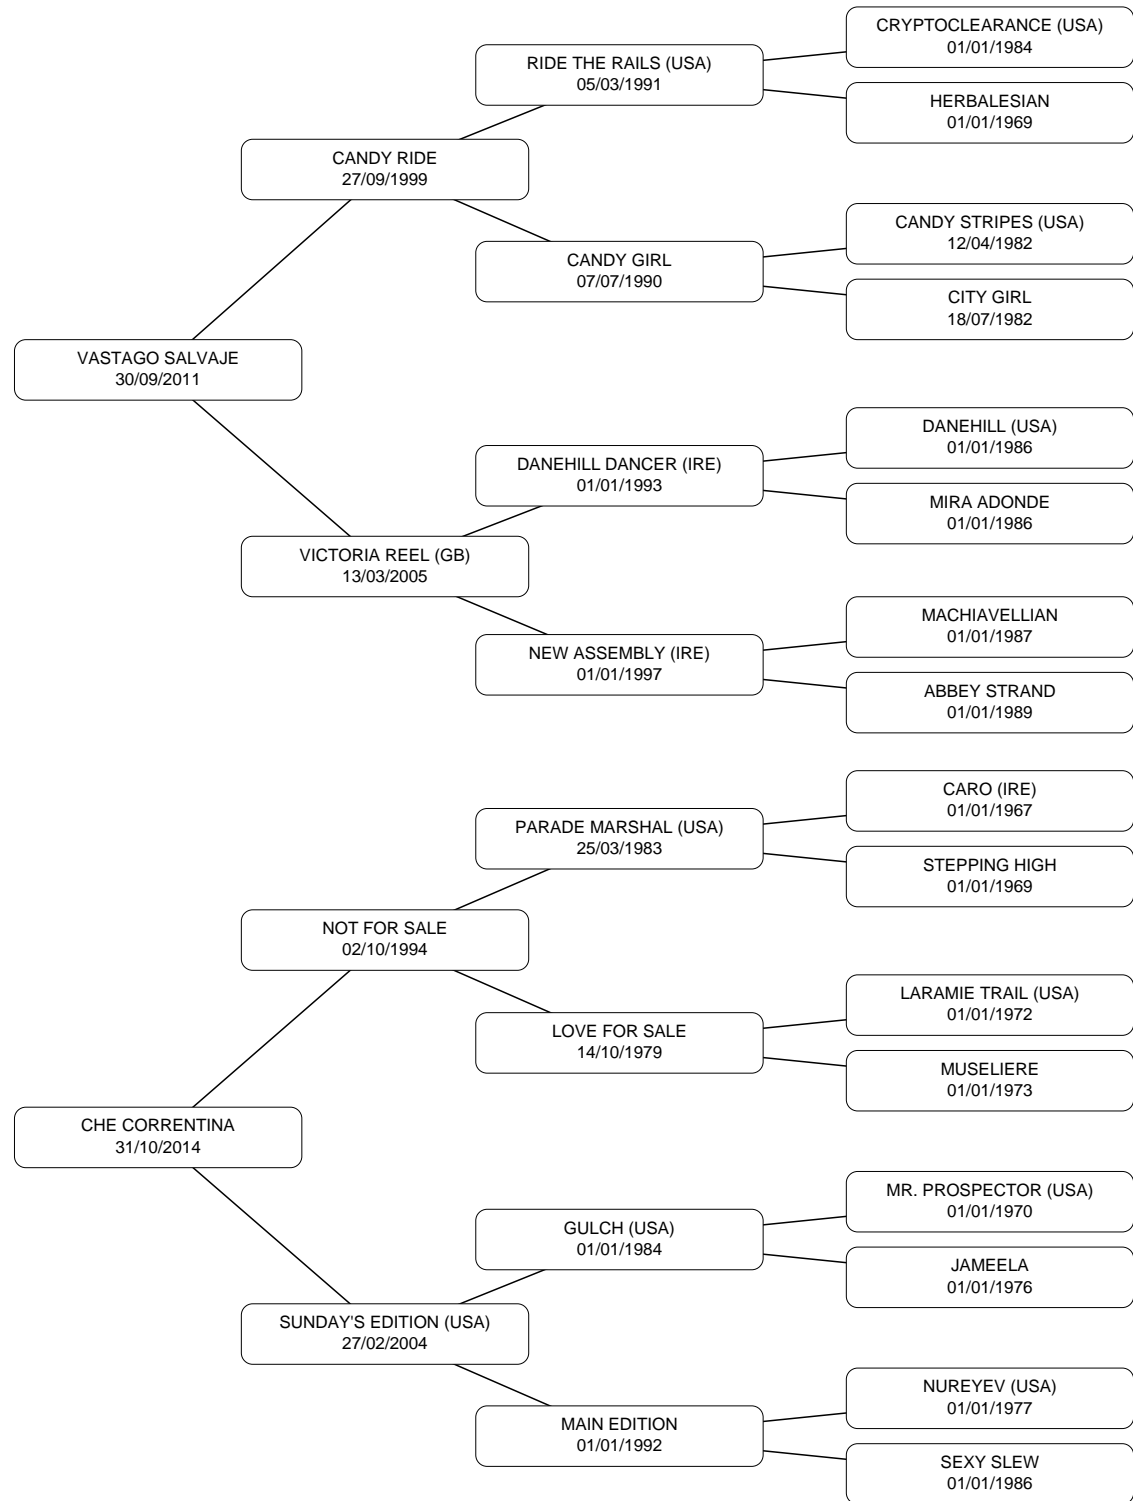 CRYPTOCLEARANCE (USA)
01/01/1984
RIDE THE RAILS (USA)
05/03/1991
HERBALESIAN
01/01/1969
CANDY RIDE
27/09/1999
CANDY STRIPES (USA)
12/04/1982
CANDY GIRL
07/07/1990
CITY GIRL
18/07/1982
VASTAGO SALVAJE
30/09/2011
DANEHILL (USA)
01/01/1986
DANEHILL DANCER (IRE)
01/01/1993
MIRA ADONDE
01/01/1986
VICTORIA REEL (GB)
13/03/2005
MACHIAVELLIAN
01/01/1987
NEW ASSEMBLY (IRE)
01/01/1997
ABBEY STRAND
01/01/1989
CARO (IRE)
01/01/1967
PARADE MARSHAL (USA)
25/03/1983
STEPPING HIGH
01/01/1969
NOT FOR SALE
02/10/1994
LARAMIE TRAIL (USA)
01/01/1972
LOVE FOR SALE
14/10/1979
MUSELIERE
01/01/1973
CHE CORRENTINA
31/10/2014
MR. PROSPECTOR (USA)
01/01/1970
GULCH (USA)
01/01/1984
JAMEELA
01/01/1976
SUNDAY'S EDITION (USA)
27/02/2004
NUREYEV (USA)
01/01/1977
MAIN EDITION
01/01/1992
SEXY SLEW
01/01/1986